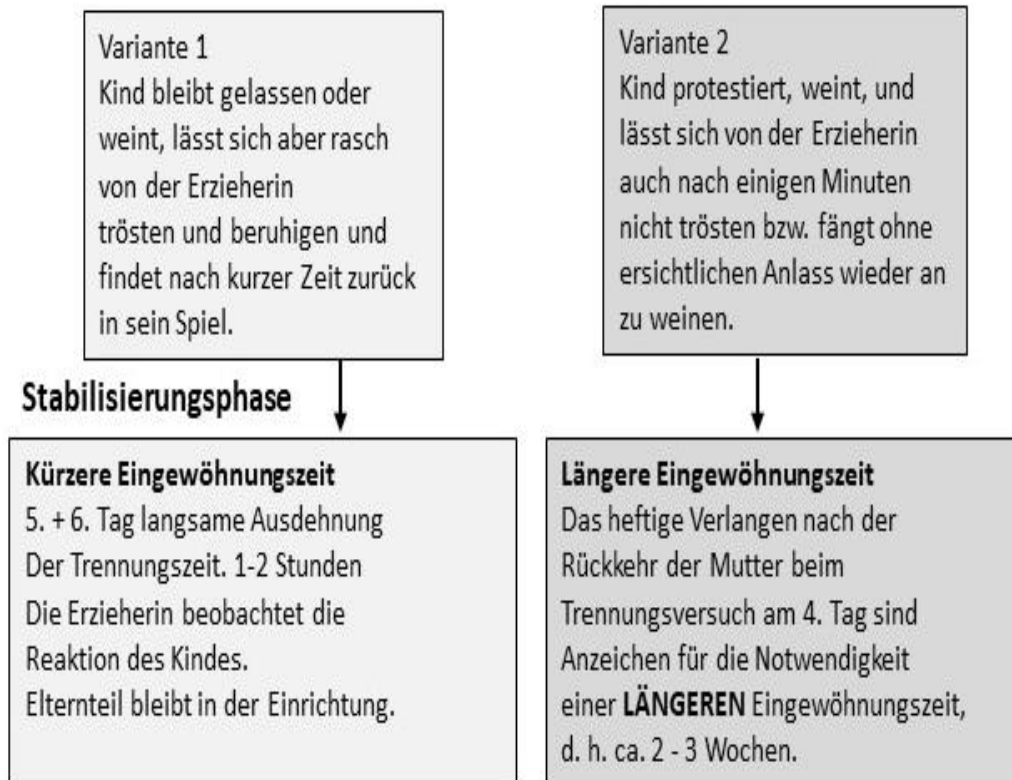 Variante 1
Kind bleibt gelassen oder
weint, lässt sich aber rasch
von der Erzieherin
trösten und beruhigen und
findet nach kurzer Zeit zurück
in sein Spiel.
Variante 2
Kind protestiert, weint, und
lässt sich von der Erzieherin
auch nach einigen Minuten
nicht trösten bzw. fängt ohne
ersichtlichen Anlass wieder an
zu weinen.
Stabilisierungsphase
Kürzere Eingewöhnungszeit
5. + 6. Tag langsame Ausdehnung
Der Trennungszeit. 1-2 Stunden
Die Erzieherin beobachtet die
Reaktion des Kindes.
Elternteil bleibt in der Einrichtung.
Längere Eingewöhnungszeit
Das heftige Verlangen nach der
Rückkehr der Mutter beim
Trennungsversuch am 4. Tag sind
Anzeichen für die Notwendigkeit
einer LÄNGEREN Eingewöhnungszeit,
d. h. ca. 2 - 3 Wochen.